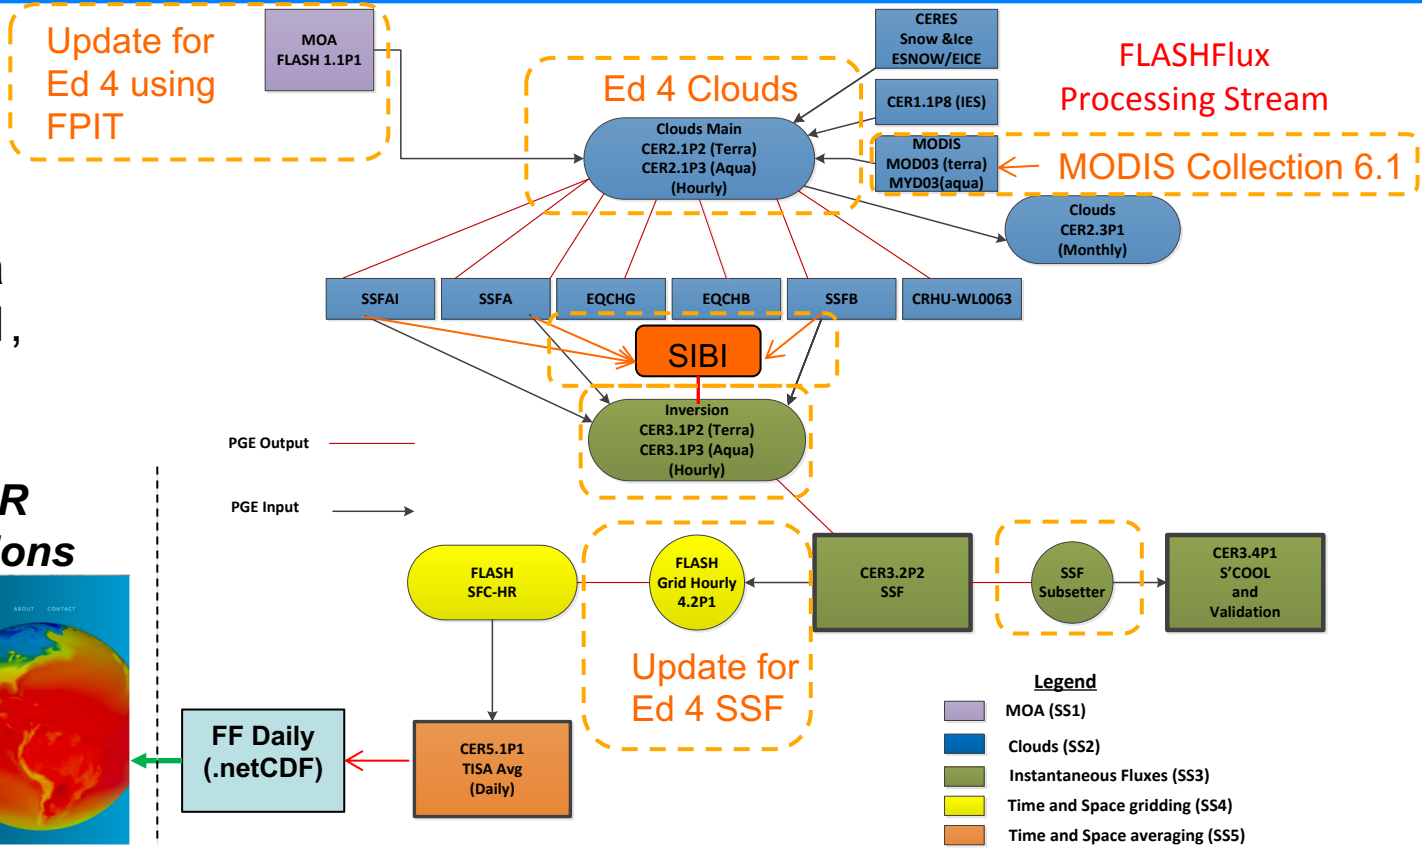 Update for
Ed 4 using
FPIT
MOA
FLASH 1.1P1
Ed 4 Clouds
CERES
Snow &Ice
ESNOW/EICE
FLASHFlux
Processing Stream
CER1.1P8 (IES)
Clouds Main
CER2.1P2 (Terra)
CER2.1P3 (Aqua)
(Hourly)
MODIS
MOD03 (terra)
MYD03(aqua)
MODIS Collection 6.1
Clouds
CER2.3P1
(Monthly)
SSFAI
SSFA
EQCHG
EQCHB
SSFB
CRHU-WL0063
SIBI
Inversion
CER3.1P2 (Terra)
CER3.1P3 (Aqua)
(Hourly)
PGE Output
PGE Input
R
ons
ABOUT CONTACT
FLASH
SFC-HR
FLASH
Grid Hourly
4.2P1
CER3.2P2
SSF
SSF
Subsetter
CER3.4P1
S'COOL
and
Validation
Update for
Ed 4 SSF
FF Daily
(.netCDF)
CER5.1P1
TISA Avg
(Daily)
Legend
MOA (SS1)
Clouds (SS2)
Instantaneous Fluxes (SS3)
Time and Space gridding (SS4)
Time and Space averaging (SS5)